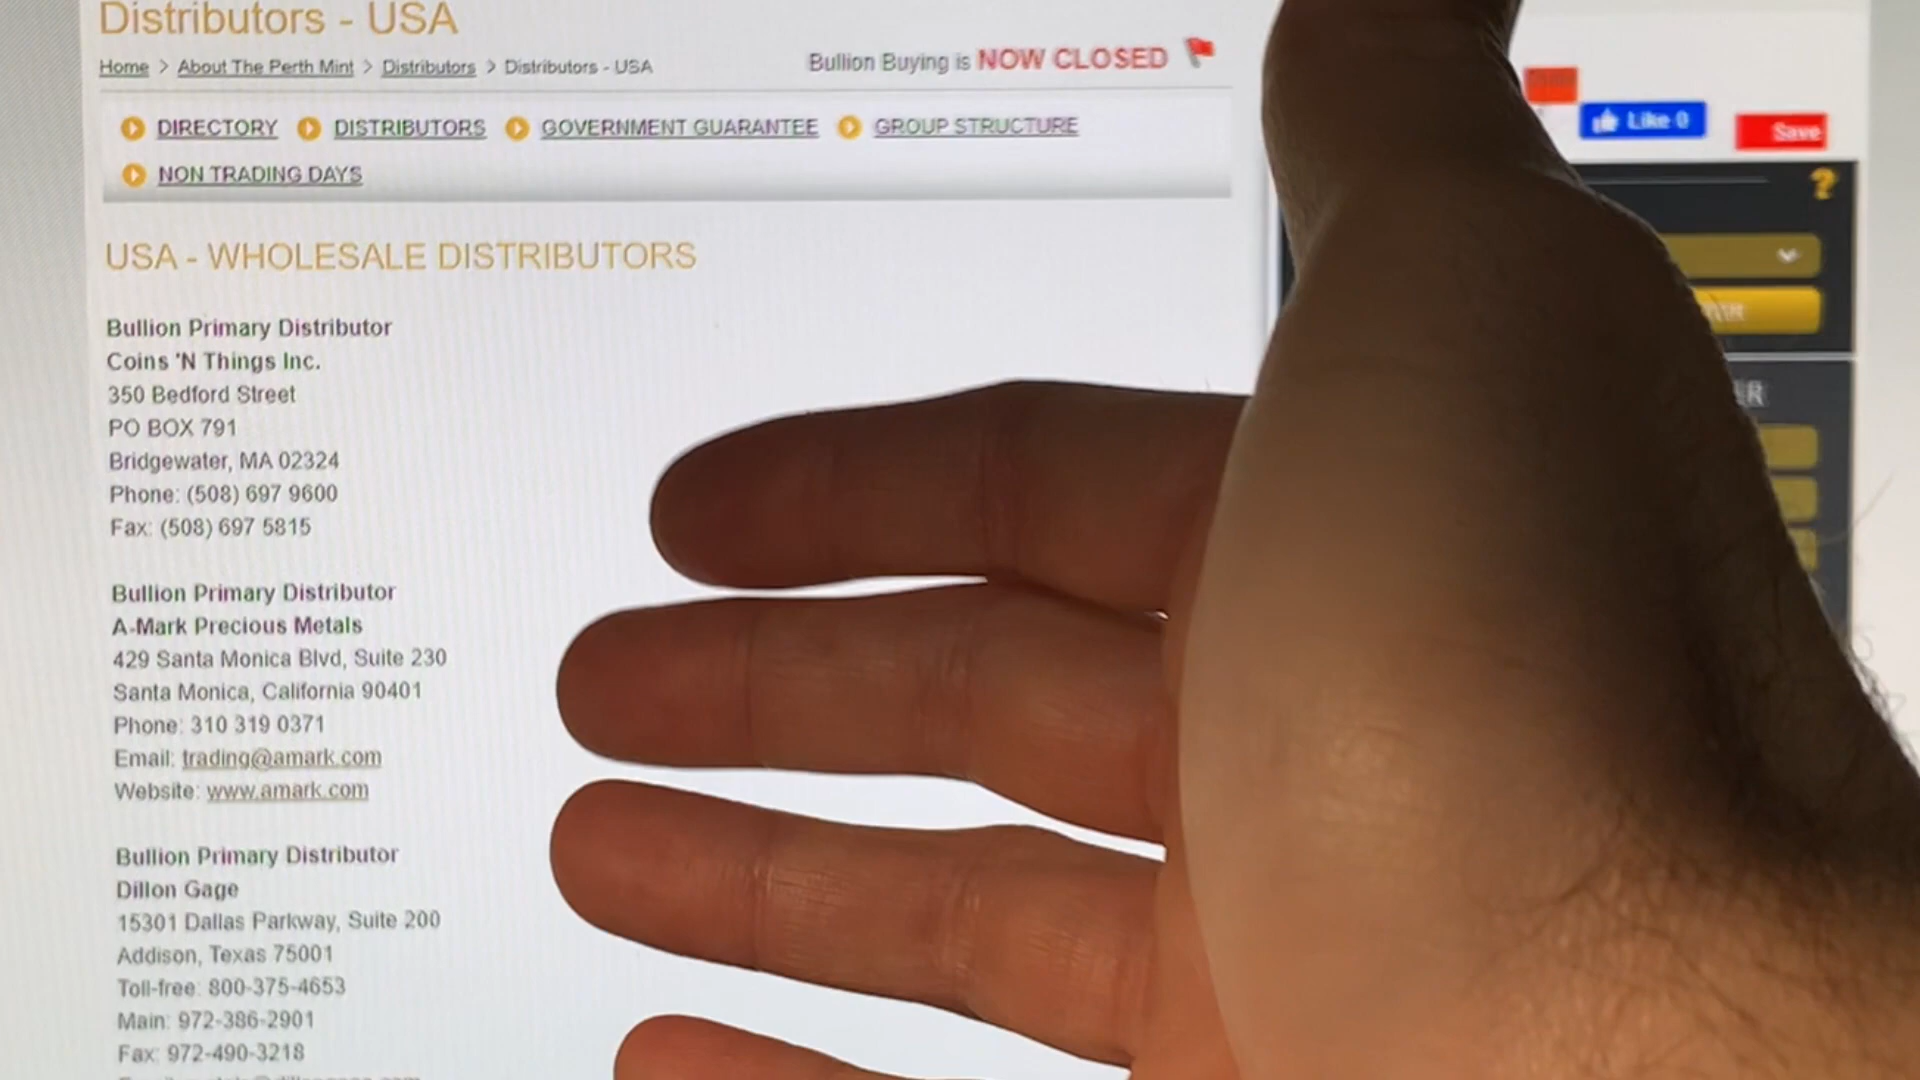 Distributors - USA
Home > About The Perth Mint > Distributors > Distributors - USA
Bullion Buying is NOW CLOSED
DIRECTORY DISTRIBUTORS GOVERNMENT GUARANTEE GROUP STRUCTURE
NON TRADING DAYS
Like 0
Save
?
USA - WHOLESALE DISTRIBUTORS
Bullion Primary Distributor
Coins 'N Things Inc.
350 Bedford Street
PO BOX 791
Bridgewater, MA 02324
Phone: (508) 697 9600
Fax: (508) 697 5815
Bullion Primary Distributor
A-Mark Precious Metals
429 Santa Monica Blvd, Suite 230
Santa Monica, California 90401
Phone: 310 319 0371
Email: trading@amark.com
Website: www.amark.com
Bullion Primary Distributor
Dillon Gage
15301 Dallas Parkway, Suite 200
Addison, Texas 75001
Toll-free: 800-375-4653
Main: 972-386-2901
Fax: 972-490-3218